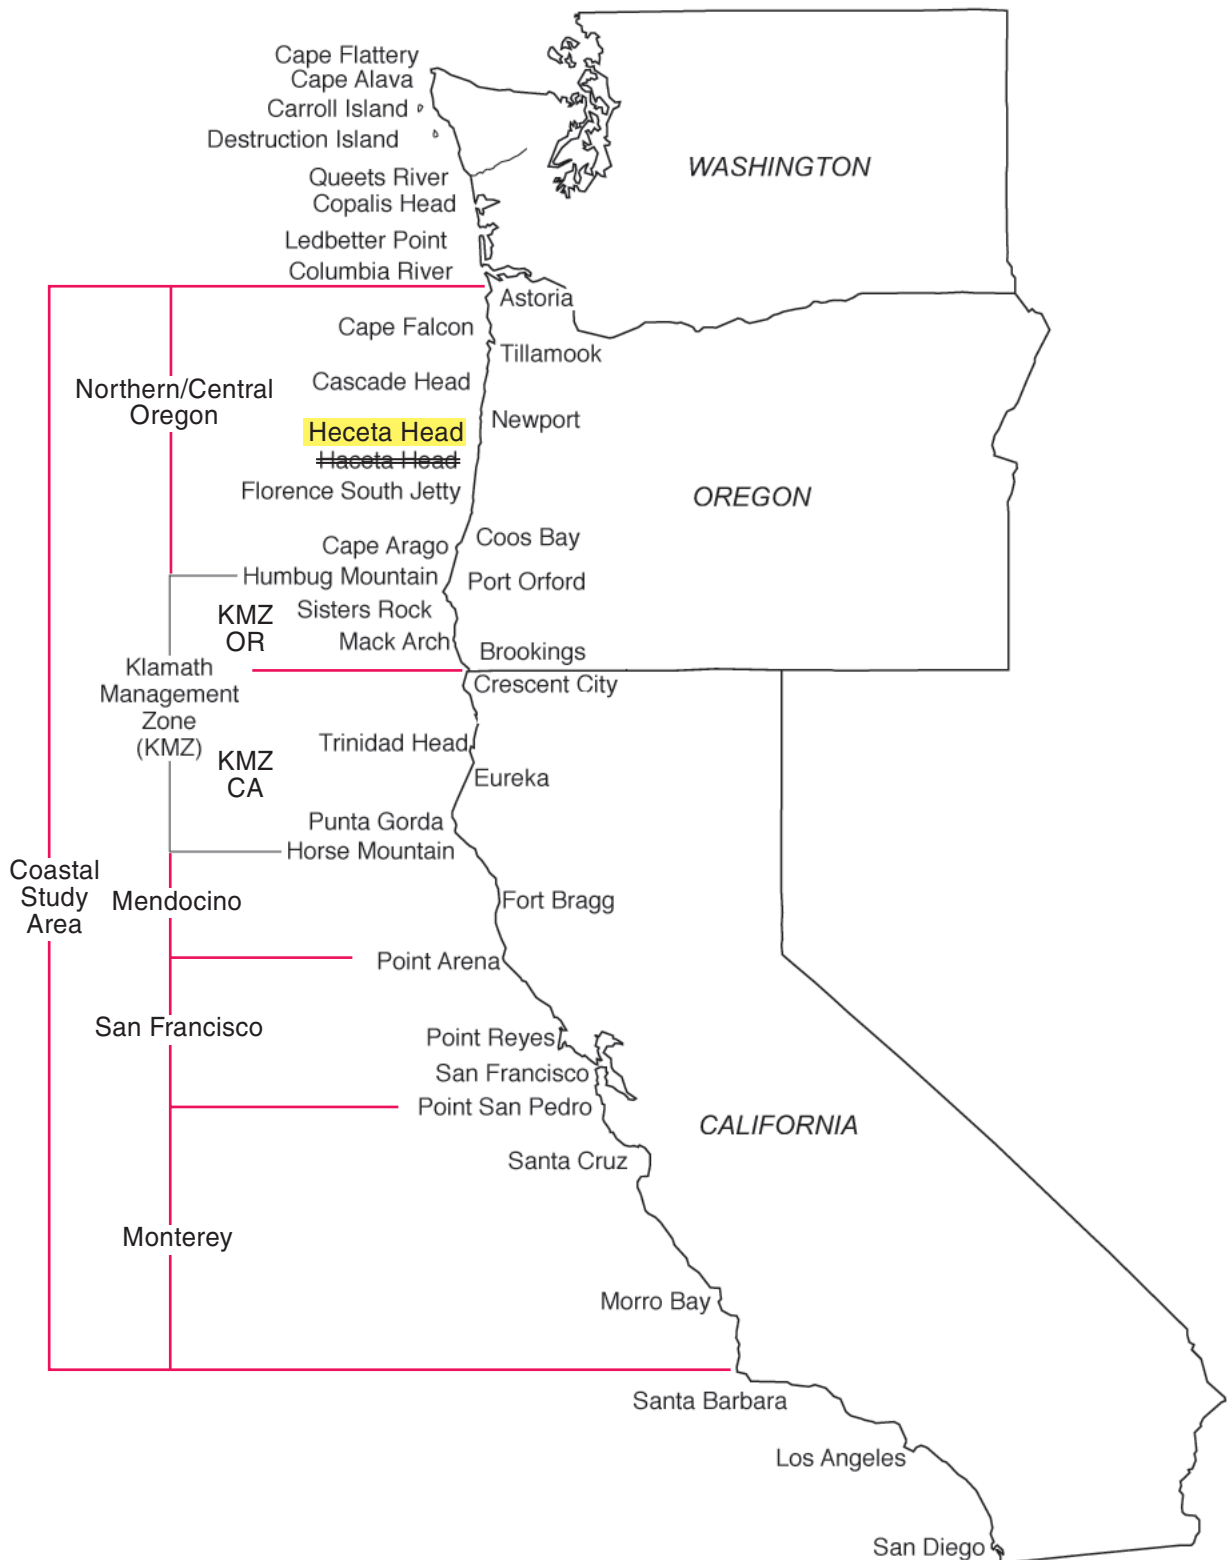 Cape Flattery
Cape Alava
Carroll Island
Destruction Island
WASHINGTON
Queets River
Copalis Head
Ledbetter Point
Columbia River
Astoria
Cape Falcon
Tillamook
Northern/Central
Oregon
Cascade Head
Newport
Heceta Head
Haceta Head
Florence South Jetty
OREGON
Coos Bay
Cape Arago
Humbug Mountain
Port Orford
KMZ
OR
Sisters Rock
Mack Arch
Brookings
Klamath
Management
Zone
(KMZ)
Crescent City
Trinidad Head
KMZ
CA
Eureka
Punta Gorda
Horse Mountain
Coastal
Study
Area
Mendocino
Fort Bragg
Point Arena
San Francisco
Point Reyes
San Francisco
Point San Pedro
CALIFORNIA
Santa Cruz
Monterey
Morro Bay
Santa Barbara
Los Angeles
San Diego